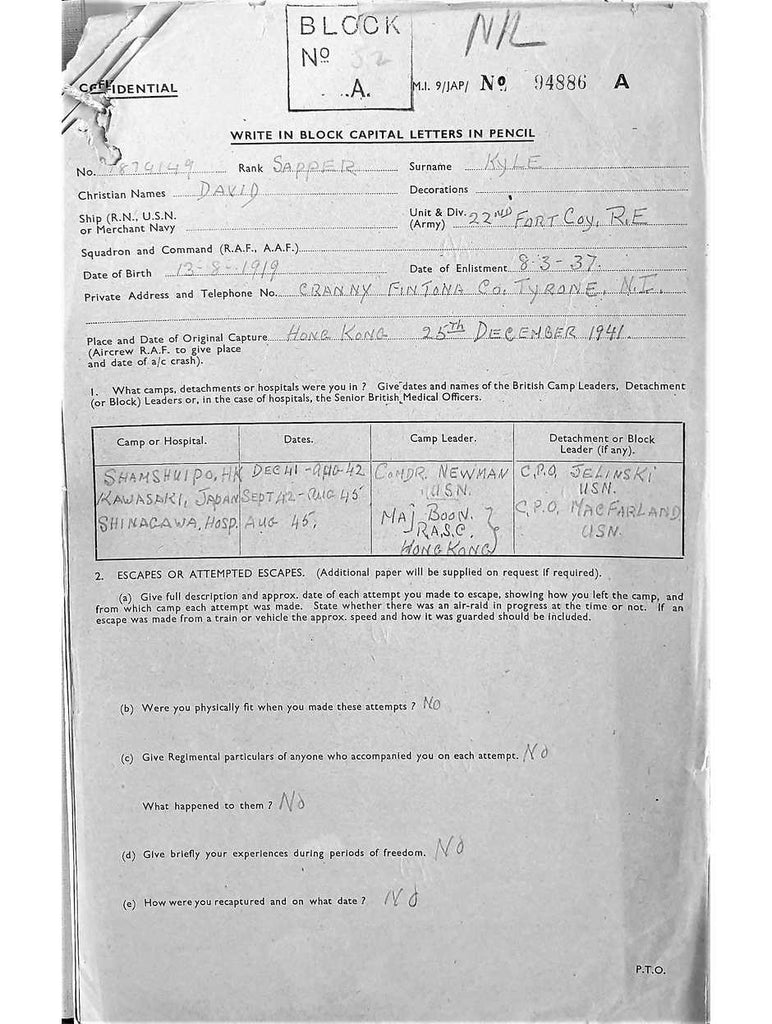 BLOCK
Nº 52
A.
NIL
IDENTIAL
M.I. 9/JAP/ Nº 94886 A
WRITE IN BLOCK CAPITAL LETTERS IN PENCIL
No. Rank SAPPER Surname KYLE
Christian Names DAVID Decorations
Ship (R.N., U.S.N. or Merchant Navy
Unit & Div. (Army) 22ND FORT COY, R.E
Squadron and Command (R.A.F., A.A.F.)
Date of Birth 13-8-1919 Date of Enlistment 8-3-37.
Private Address and Telephone No. CRANNY FINTONA CO. TYRONE, N.I.
Place and Date of Original Capture HONG KONG 25TH DECEMBER 1941.
(Aircrew R.A.F. to give place
and date of a/c crash).
1. What camps, detachments or hospitals were you in ? Give dates and names of the British Camp Leaders, Detachment
(or Block) Leaders or, in the case of hospitals, the Senior British Medical Officers.
Camp or Hospital. Dates. Camp Leader. Detachment or Block Leader (if any).
SHAMSHUIPO, HK DEC 41 - AUG 42 COMDR. NEWMAN C.P.O. JELINSKI
KAWASAKI, JAPAN SEPT 42 - AUG 45 USN. USN.
SHINAGAWA, HOSP. AUG 45. MAJ BOON. C.P.O. MACFARLAND
R.A.S.C. USN.
HONG KONG
2. ESCAPES OR ATTEMPTED ESCAPES. (Additional paper will be supplied on request if required).
(a) Give full description and approx. date of each attempt you made to escape, showing how you left the camp, and
from which camp each attempt was made. State whether there was an air-raid in progress at the time or not. If an
escape was made from a train or vehicle the approx. speed and how it was guarded should be included.
(b) Were you physically fit when you made these attempts ? NO
(c) Give Regimental particulars of anyone who accompanied you on each attempt. NO
What happened to them ? NO
(d) Give briefly your experiences during periods of freedom. NO
(e) How were you recaptured and on what date ? NO
P.T.O.